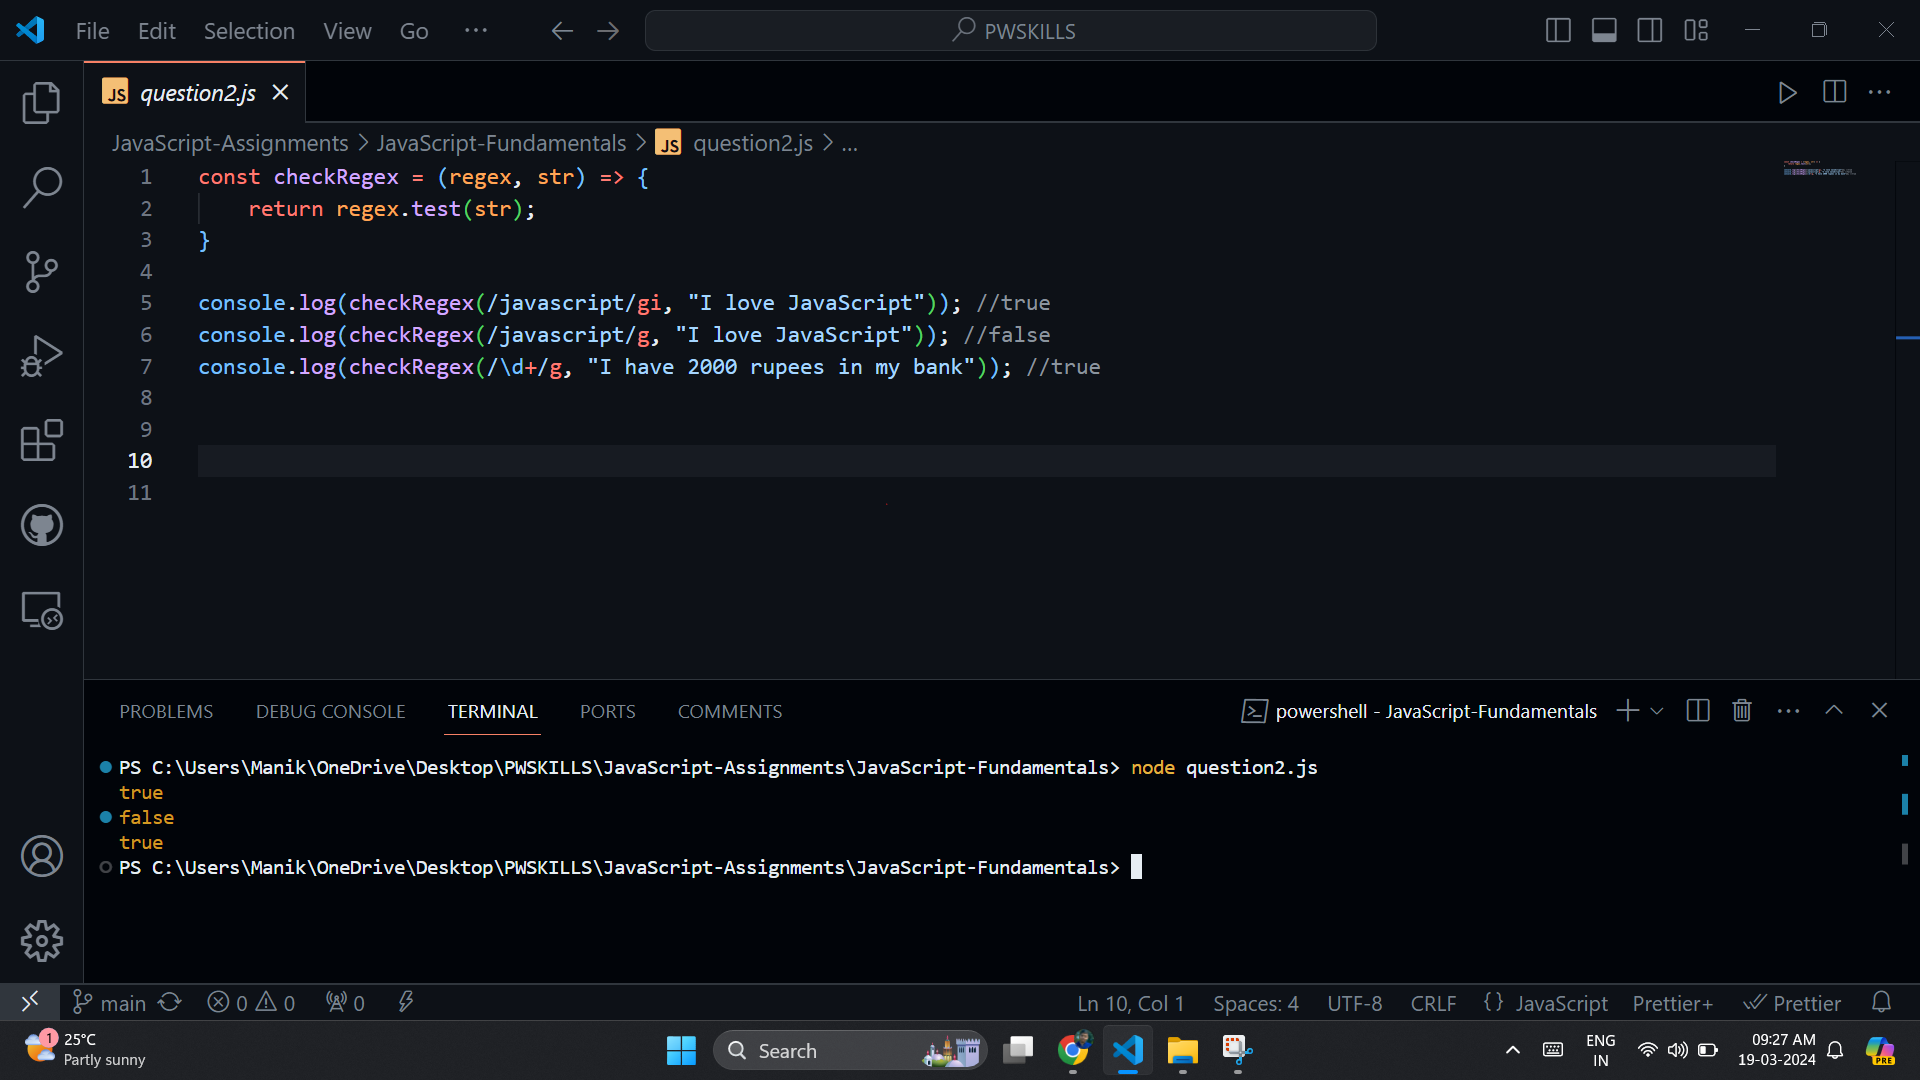 File Edit Selection View Go ... PWSKILLS
JS question2.js
JavaScript-Assignments > JavaScript-Fundamentals > JS question2.js > ...
1 const checkRegex = (regex, str) => {
2 return regex.test(str);
3 }
4
5 console.log(checkRegex(/javascript/gi, "I love JavaScript")); //true
6 console.log(checkRegex(/javascript/g, "I love JavaScript")); //false
7 console.log(checkRegex(/\d+/g, "I have 2000 rupees in my bank")); //true
8
9
10
11
PROBLEMS DEBUG CONSOLE TERMINAL PORTS COMMENTS powershell - JavaScript-Fundamentals
PS C:\Users\Manik\OneDrive\Desktop\PWSKILLS\JavaScript-Assignments\JavaScript-Fundamentals> node question2.js
true
false
true
PS C:\Users\Manik\OneDrive\Desktop\PWSKILLS\JavaScript-Assignments\JavaScript-Fundamentals>
main 0 0 0 Ln 10, Col 1 Spaces: 4 UTF-8 CRLF {} JavaScript Prettier+ Prettier
1 25°C
Partly sunny
Search
ENG
IN
09:27 AM
19-03-2024
PRE